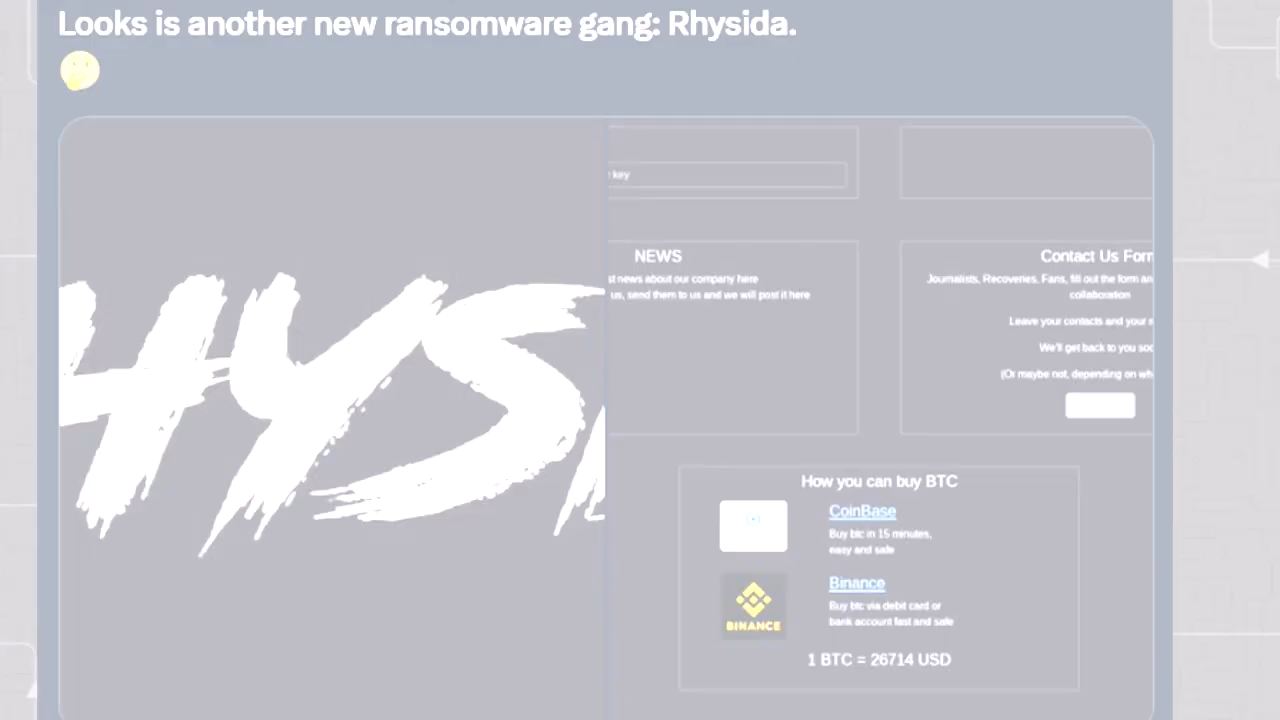 Looks is another new ransomware gang: Rhysida.
HYS
key
NEWS
st news about our company here
us, send them to us and we will post it here
Contact Us Form
Journalists, Recoveries, Fans, fill out the form an
collaboration
Leave your contacts and your
We'll get back to you soo
(Or maybe not, depending on wh
How you can buy BTC
CoinBase
Buy btc in 15 minutes,
easy and safe
Binance
Buy btc via debit card or
bank account fast and safe
BINANCE
1 BTC = 26714 USD